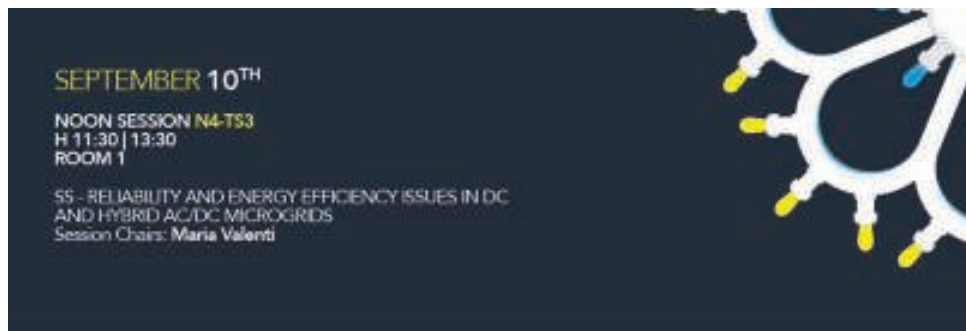 SEPTEMBER 10TH
NOON SESSION N4-TS3
H 11:30 | 13:30
ROOM 1
SS - RELIABILITY AND ENERGY EFFICIENCY ISSUES IN DC
AND HYBRID AC/DC MICROGRIDS
Session Chairs: Maria Valenti